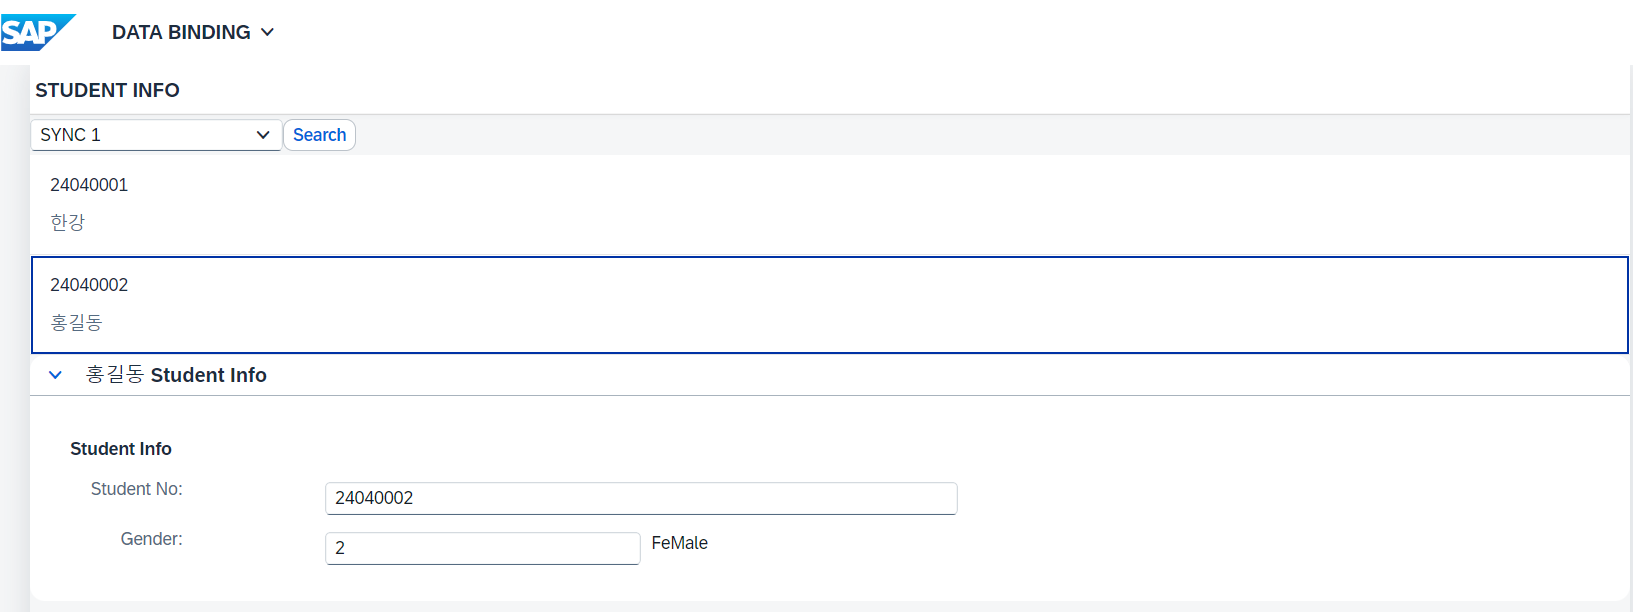 SAP DATA BINDING
STUDENT INFO
SYNC 1 Search
24040001
한강
24040002
홍길동
홍길동 Student Info
Student Info
Student No: 24040002
Gender: 2 FeMale